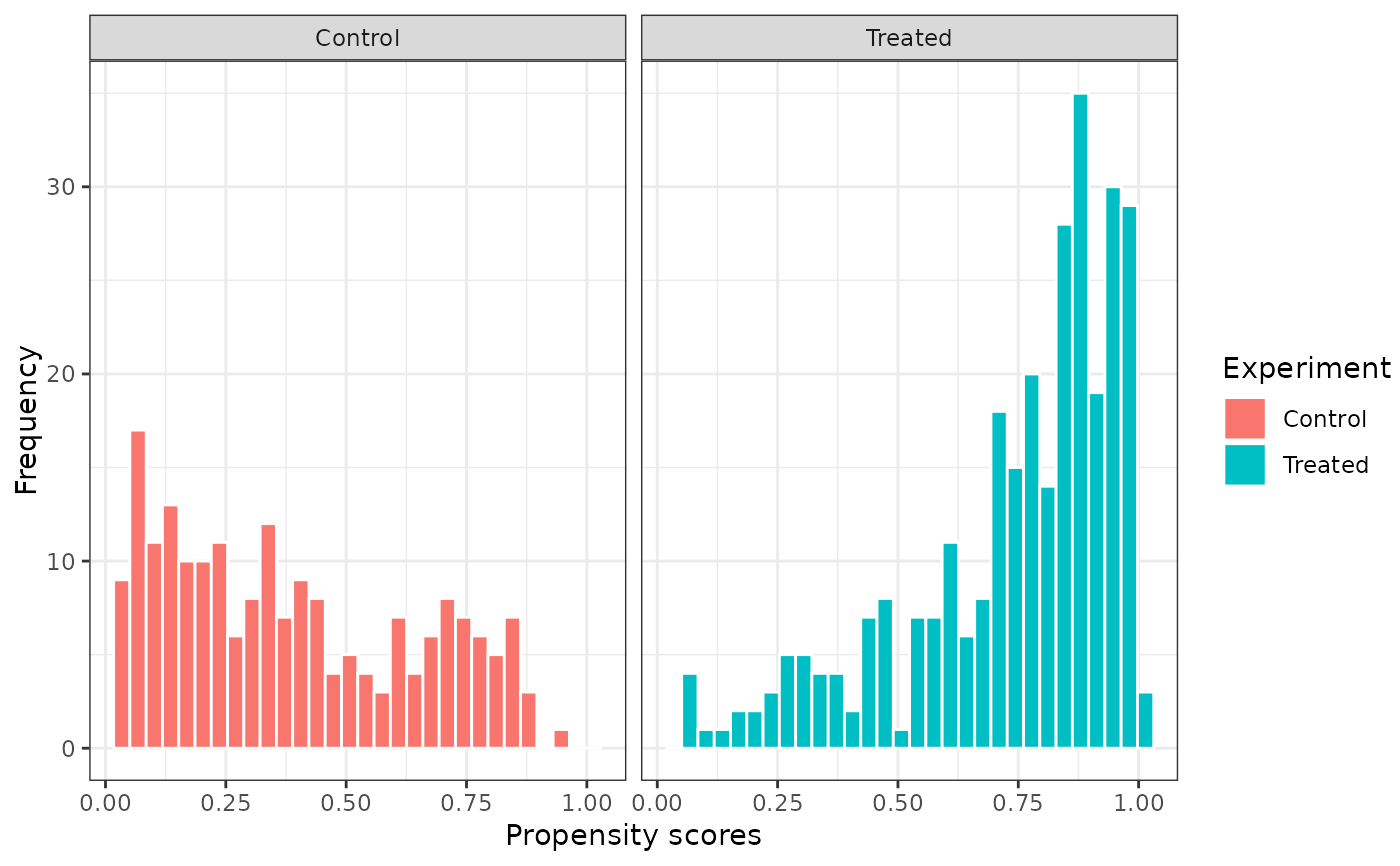 Control Treated
30
20
10
0
Frequency
0.00 0.25 0.50 0.75 1.00 0.00 0.25 0.50 0.75 1.00
Propensity scores
Experiment
Control
Treated